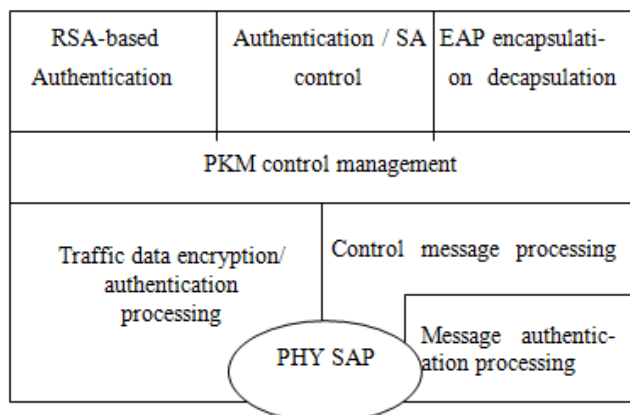 RSA-based
Authentication
Authentication / SA
control
EAP encapsulati-
on decapsulation
PKM control management
Traffic data encryption/
authentication
processing
Control message processing
PHY SAP
Message authentic-
ation processing